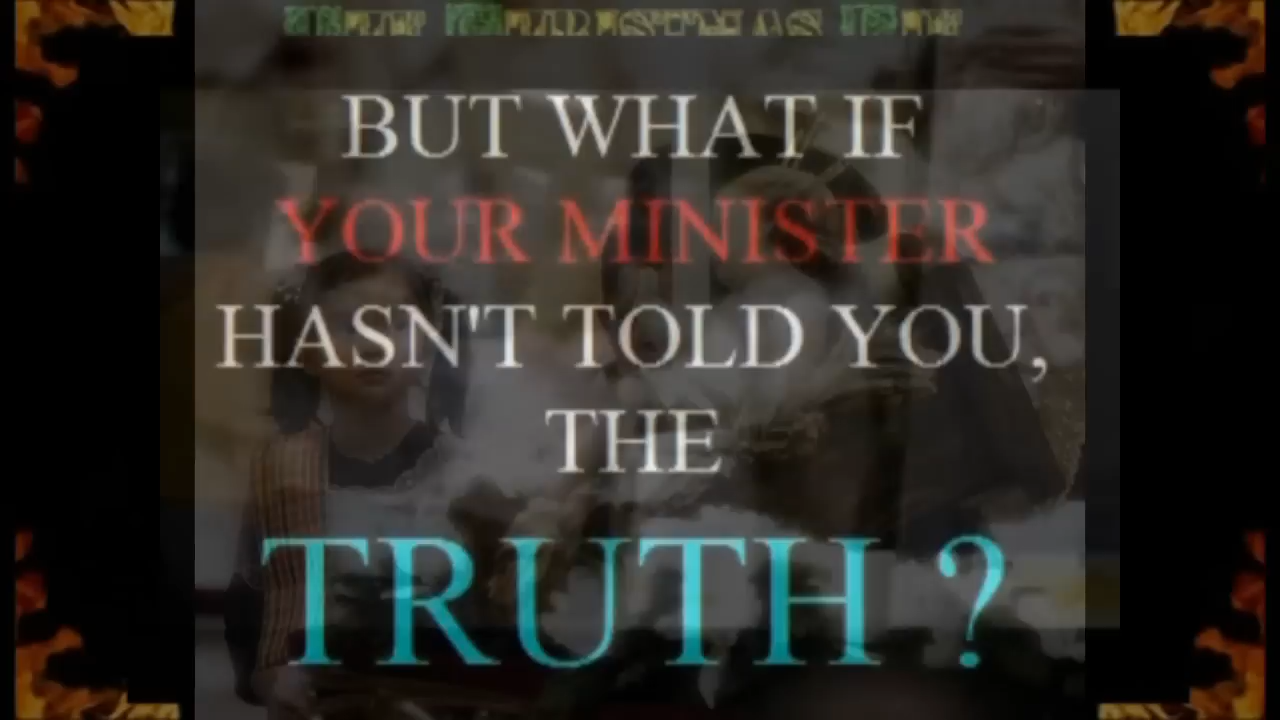 BUT WHAT IF
YOUR MINISTER
HASN'T TOLD YOU,
THE
TRUTH ?